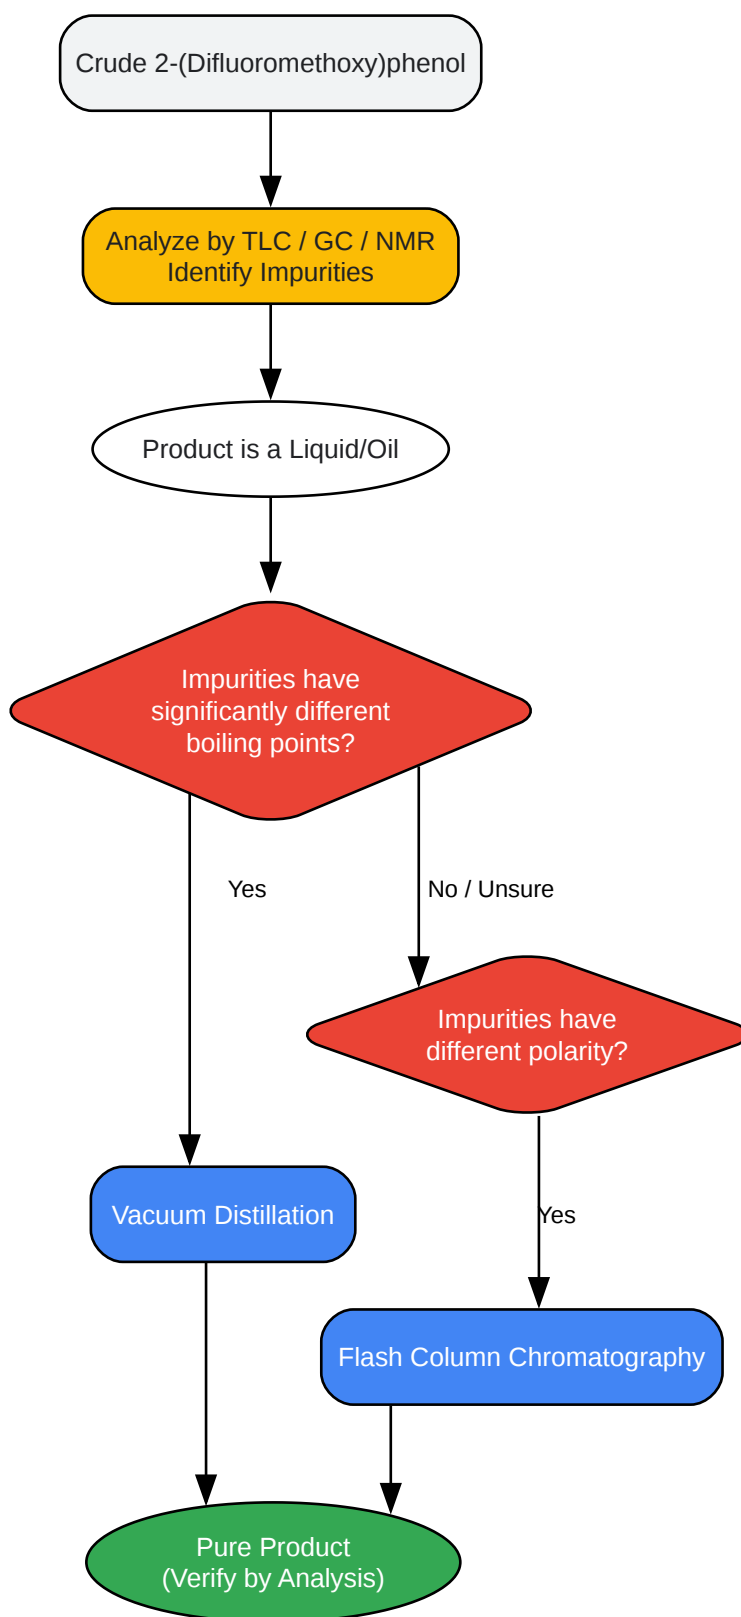 Crude 2-(Difluoromethoxy)phenol
Analyze by TLC / GC / NMR
Identify Impurities
Product is a Liquid/Oil
Impurities have
significantly different
boiling points?
Yes
No / Unsure
Impurities have
different polarity?
Vacuum Distillation
Yes
Flash Column Chromatography
Pure Product
(Verify by Analysis)